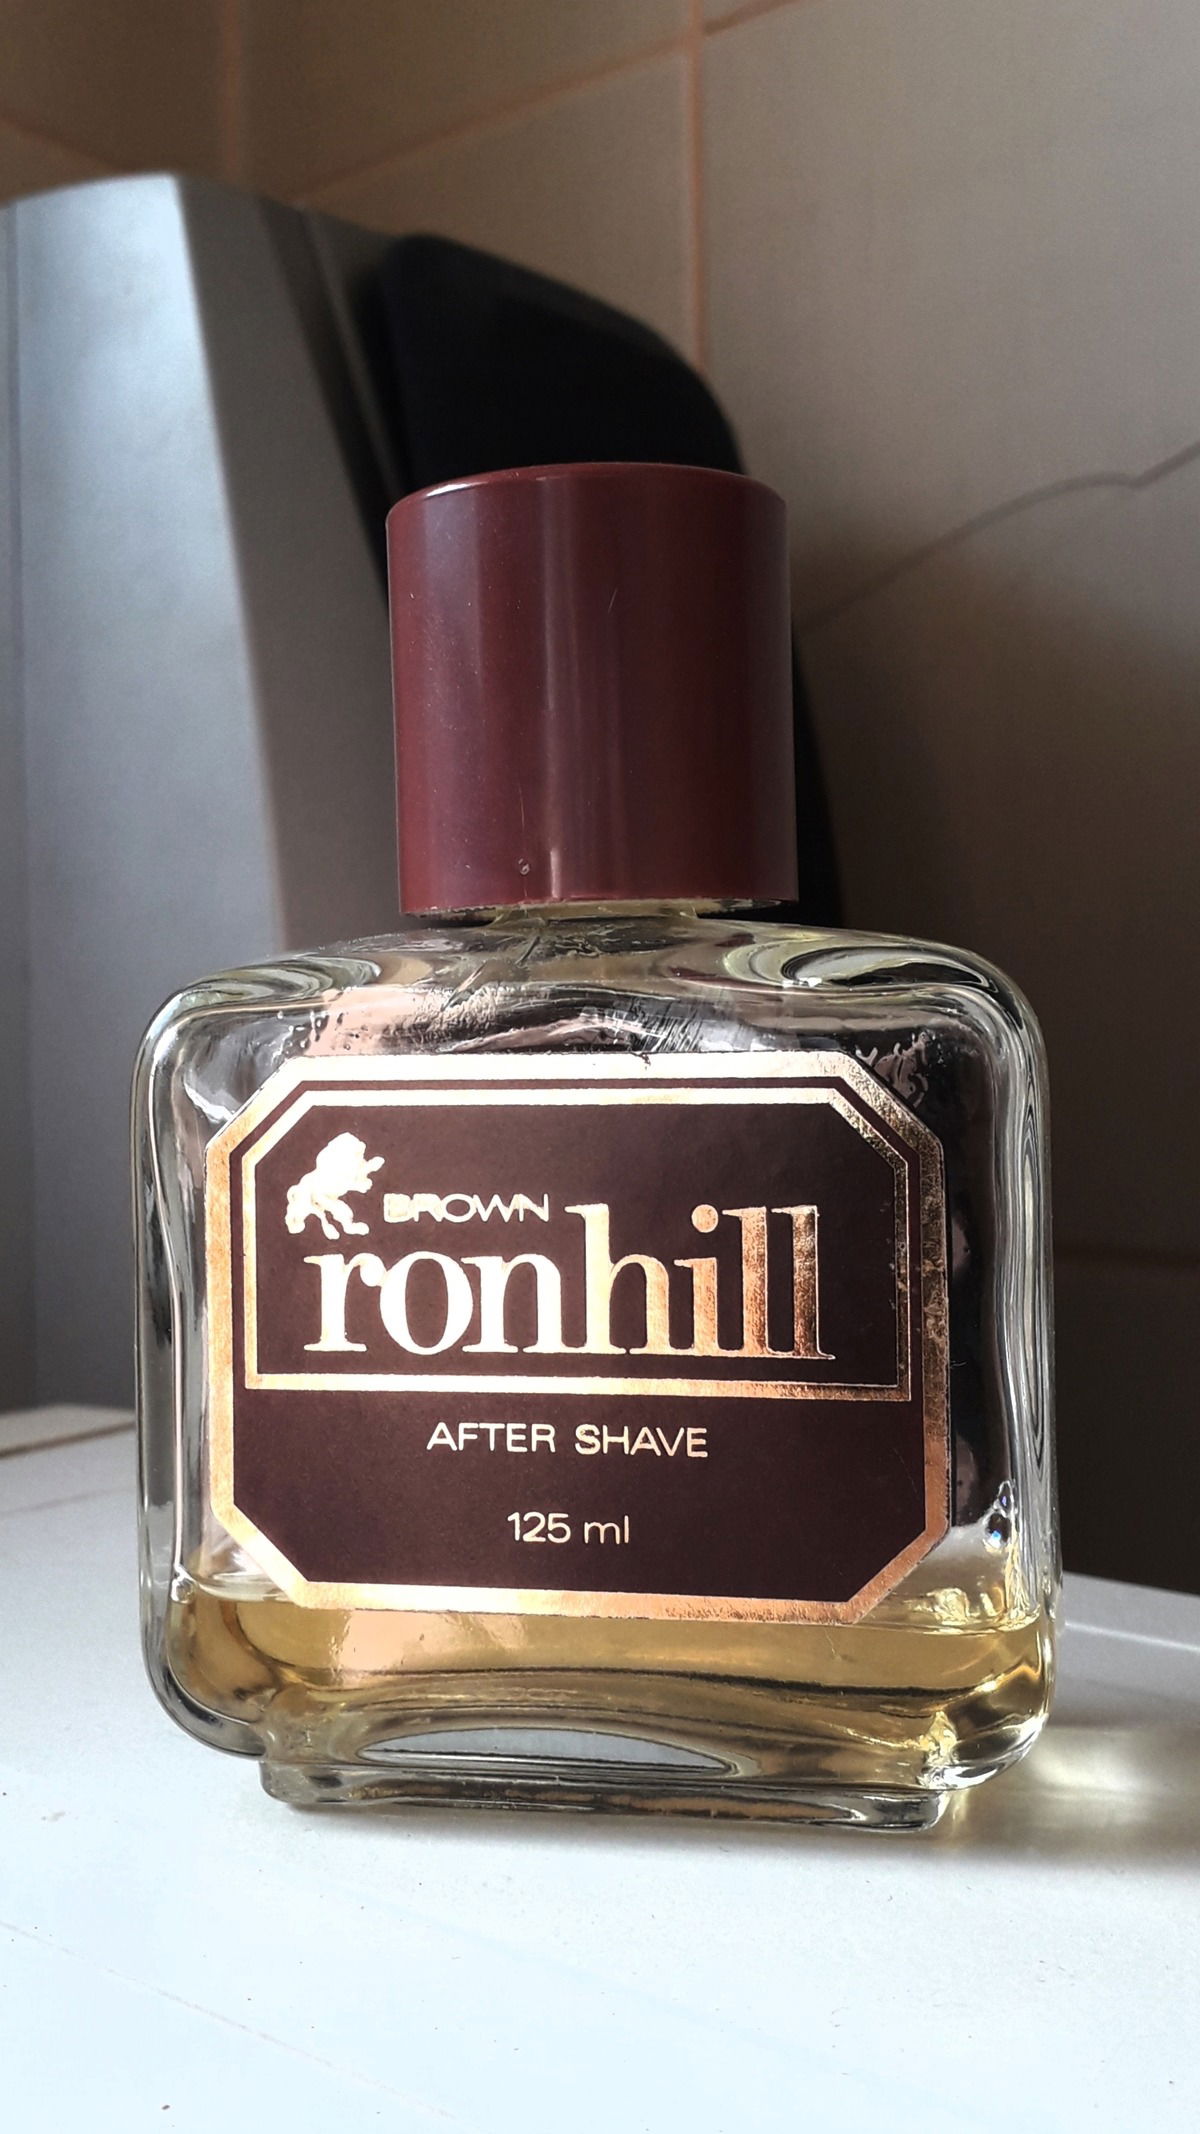 BROWN
ronhill
AFTER SHAVE
125 ml